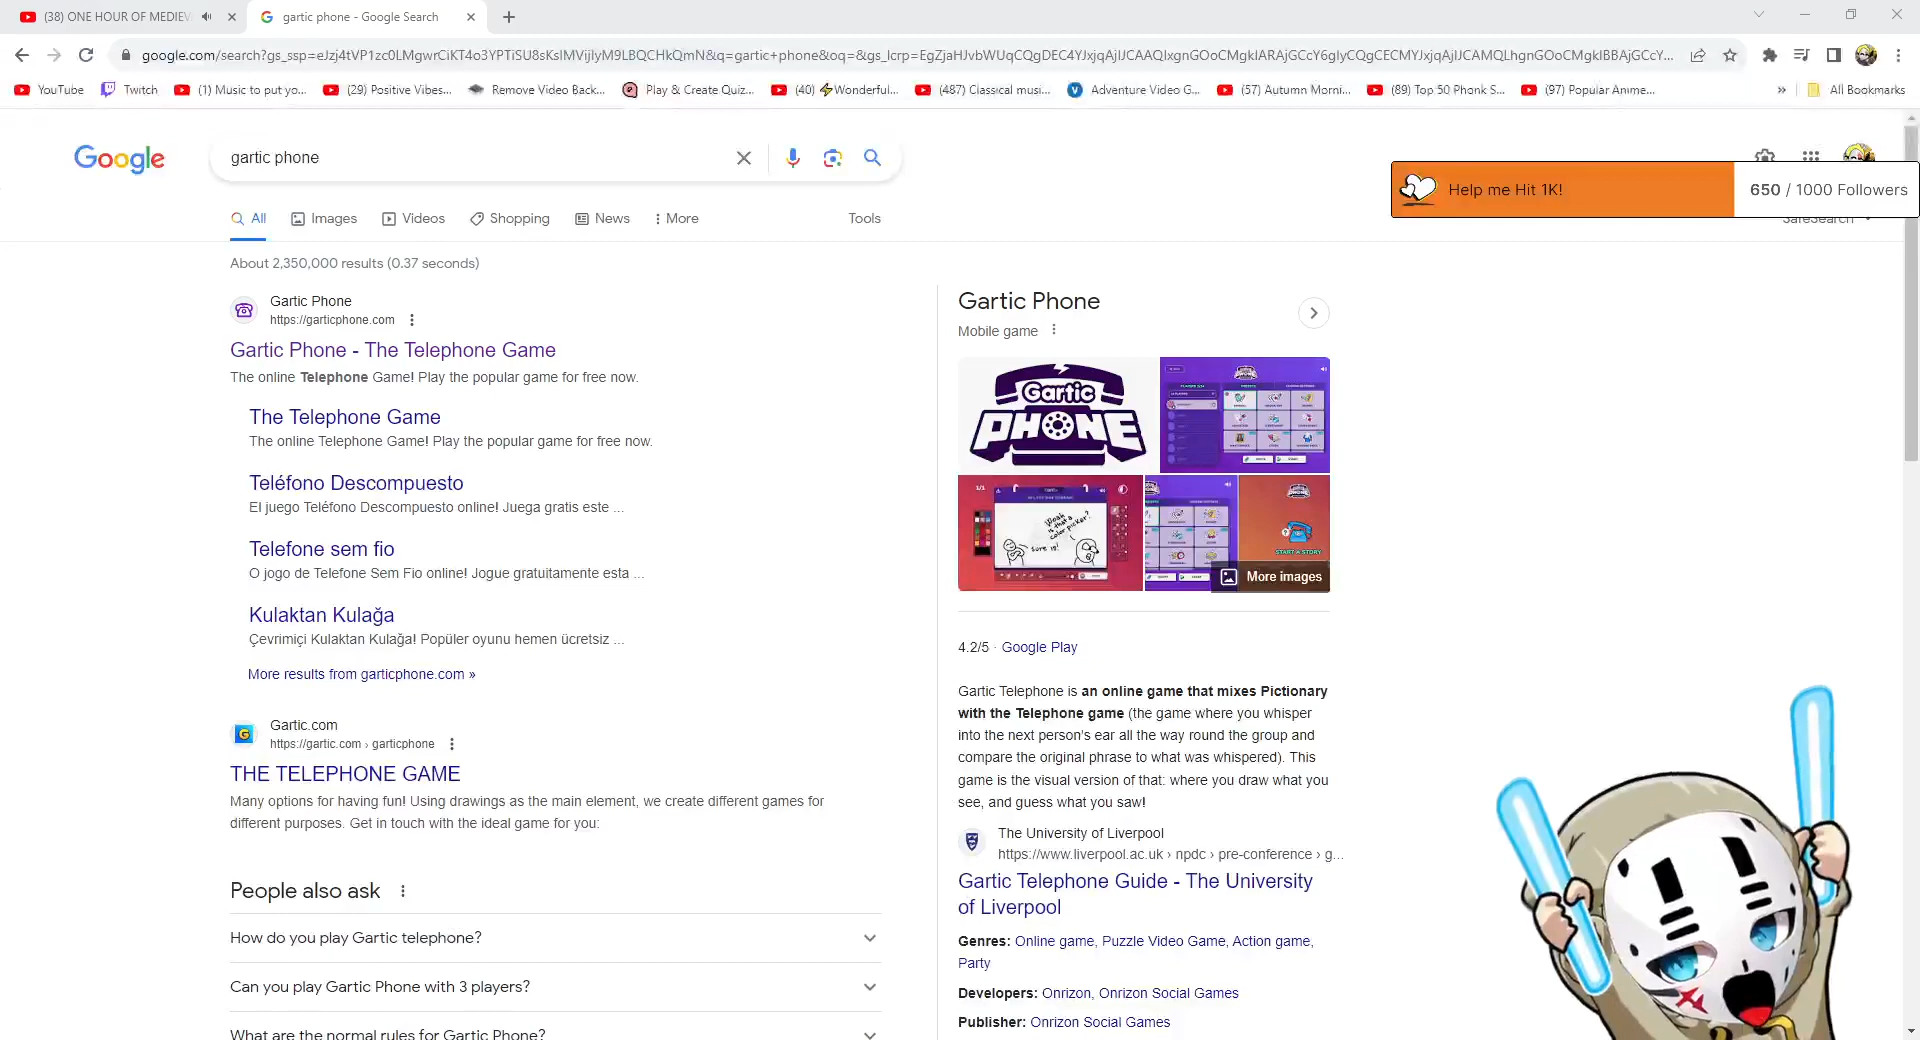 (38) ONE HOUR OF MEDIEV
gartic phone - Google Search
google.com/search?gs_ssp=eJzj4tVP1zc0LMgwrCiKT4o3YPTiSU8sKslMVijIyM9LBQCHkQmN&q=gartic+phone&oq=&gs_lcrp=EgZjaHJvbWUqCQgDEC4YJxjqAjIJCAAQIxgnGOoCMgkIARAjGCcY6gIyCQgCECMYJxjqAjIJCAMQLhgnGOoCMgkIBBAjGCcY...
YouTube
Twitch
(1) Music to put yo...
(29) Positive Vibes...
Remove Video Back...
Play & Create Quiz...
(40) ⚡Wonderful...
(487) Classical musi...
Adventure Video G...
(57) Autumn Morni...
(89) Top 50 Phonk S...
(97) Popular Anime...
»
All Bookmarks
Google
gartic phone
Help me Hit 1K!
650 / 1000 Followers
All
Images
Videos
Shopping
News
More
Tools
SafeSearch
About 2,350,000 results (0.37 seconds)
Gartic Phone
https://garticphone.com
Gartic Phone - The Telephone Game
The online Telephone Game! Play the popular game for free now.
The Telephone Game
The online Telephone Game! Play the popular game for free now.
Teléfono Descompuesto
El juego Teléfono Descompuesto online! Juega gratis este ...
Telefone sem fio
O jogo de Telefone Sem Fio online! Jogue gratuitamente esta ...
Kulaktan Kulağa
Çevrimiçi Kulaktan Kulağa! Popüler oyunu hemen ücretsiz ...
More results from garticphone.com »
Gartic.com
https://gartic.com › garticphone
THE TELEPHONE GAME
Many options for having fun! Using drawings as the main element, we create different games for
different purposes. Get in touch with the ideal game for you:
People also ask
How do you play Gartic telephone?
Can you play Gartic Phone with 3 players?
What are the normal rules for Gartic Phone?
Gartic Phone
Mobile game
Gartic
PHONE
1/1
Woah is that a color picker?
sure is!
START A STORY
More images
4.2/5 · Google Play
Gartic Telephone is an online game that mixes Pictionary
with the Telephone game (the game where you whisper
into the next person's ear all the way round the group and
compare the original phrase to what was whispered). This
game is the visual version of that: where you draw what you
see, and guess what you saw!
The University of Liverpool
https://www.liverpool.ac.uk › npdc › pre-conference › g...
Gartic Telephone Guide - The University
of Liverpool
Genres: Online game, Puzzle Video Game, Action game,
Party
Developers: Onrizon, Onrizon Social Games
Publisher: Onrizon Social Games